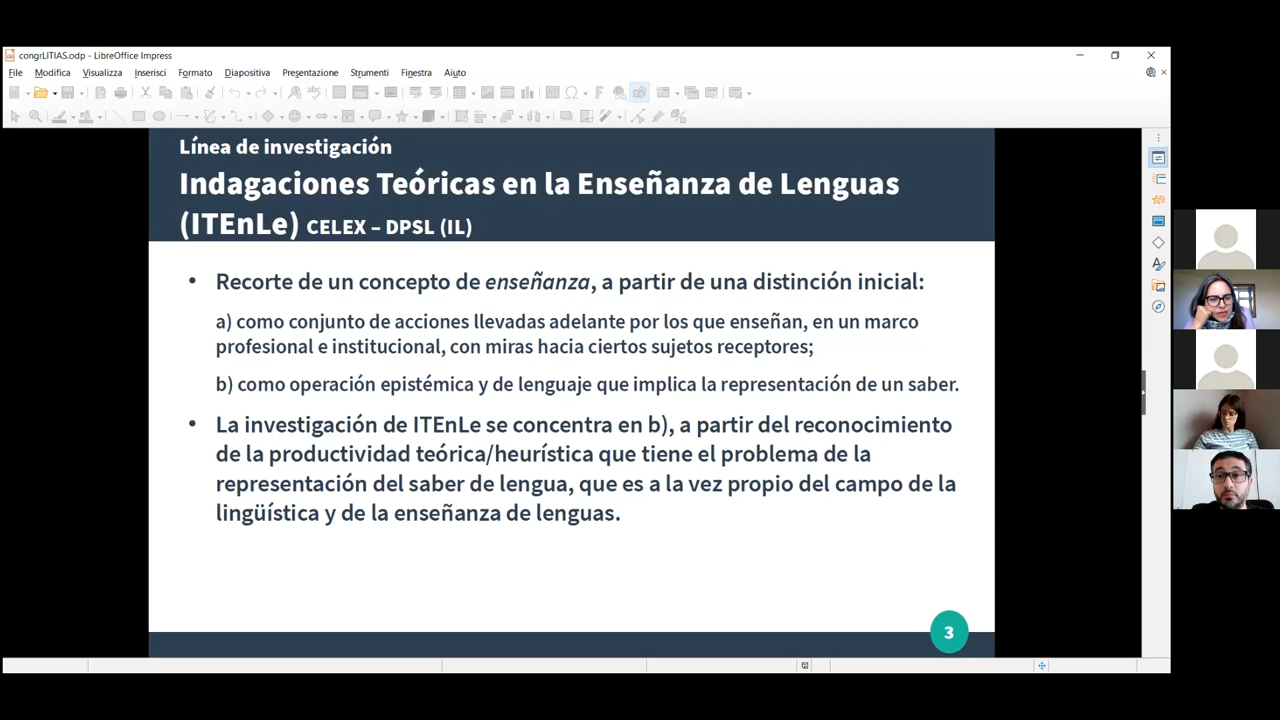 congrLITIAS.odp - LibreOffice Impress
File Modifica Visualizza Inserisci Formato Diapositiva Presentazione Strumenti Finestra Aiuto
Línea de investigación
Indagaciones Teóricas en la Enseñanza de Lenguas
(ITEnLe) CELEX – DPSL (IL)
• Recorte de un concepto de enseñanza, a partir de una distinción inicial:
a) como conjunto de acciones llevadas adelante por los que enseñan, en un marco
profesional e institucional, con miras hacia ciertos sujetos receptores;
b) como operación epistémica y de lenguaje que implica la representación de un saber.
• La investigación de ITEnLe se concentra en b), a partir del reconocimiento
de la productividad teórica/heurística que tiene el problema de la
representación del saber de lengua, que es a la vez propio del campo de la
lingüística y de la enseñanza de lenguas.
3